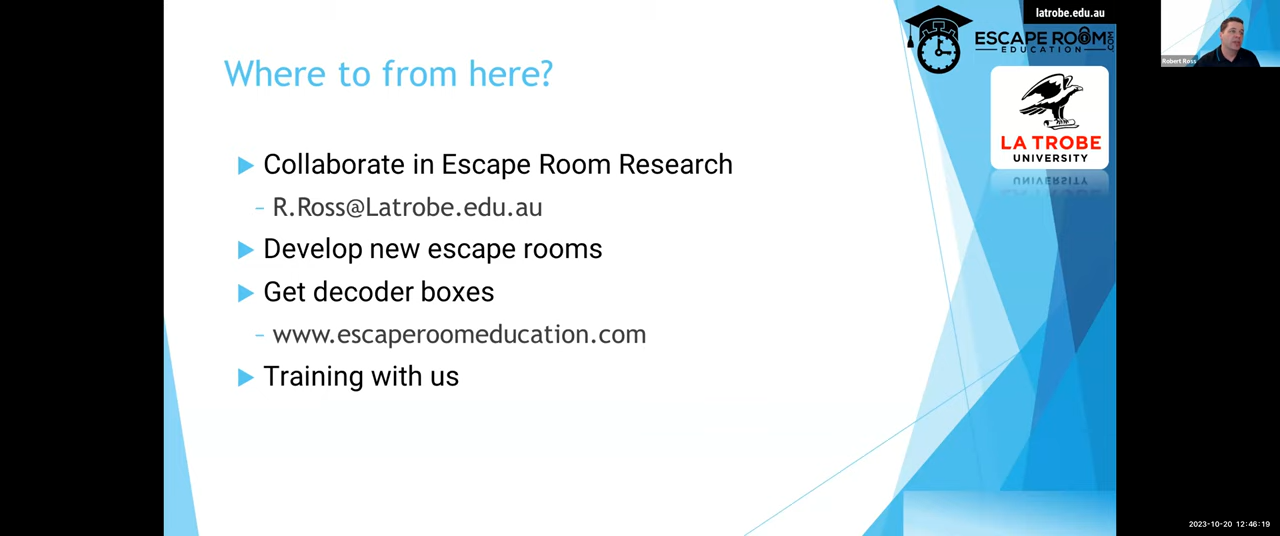 latrobe.edu.au
ESCAPE ROOM
.COM
EDUCATION
Robert Ross
Where to from here?
LA TROBE
UNIVERSITY
UNIVERSITY
Collaborate in Escape Room Research
– R.Ross@Latrobe.edu.au
Develop new escape rooms
Get decoder boxes
– www.escaperoomeducation.com
Training with us
2023-10-20 12:46:19